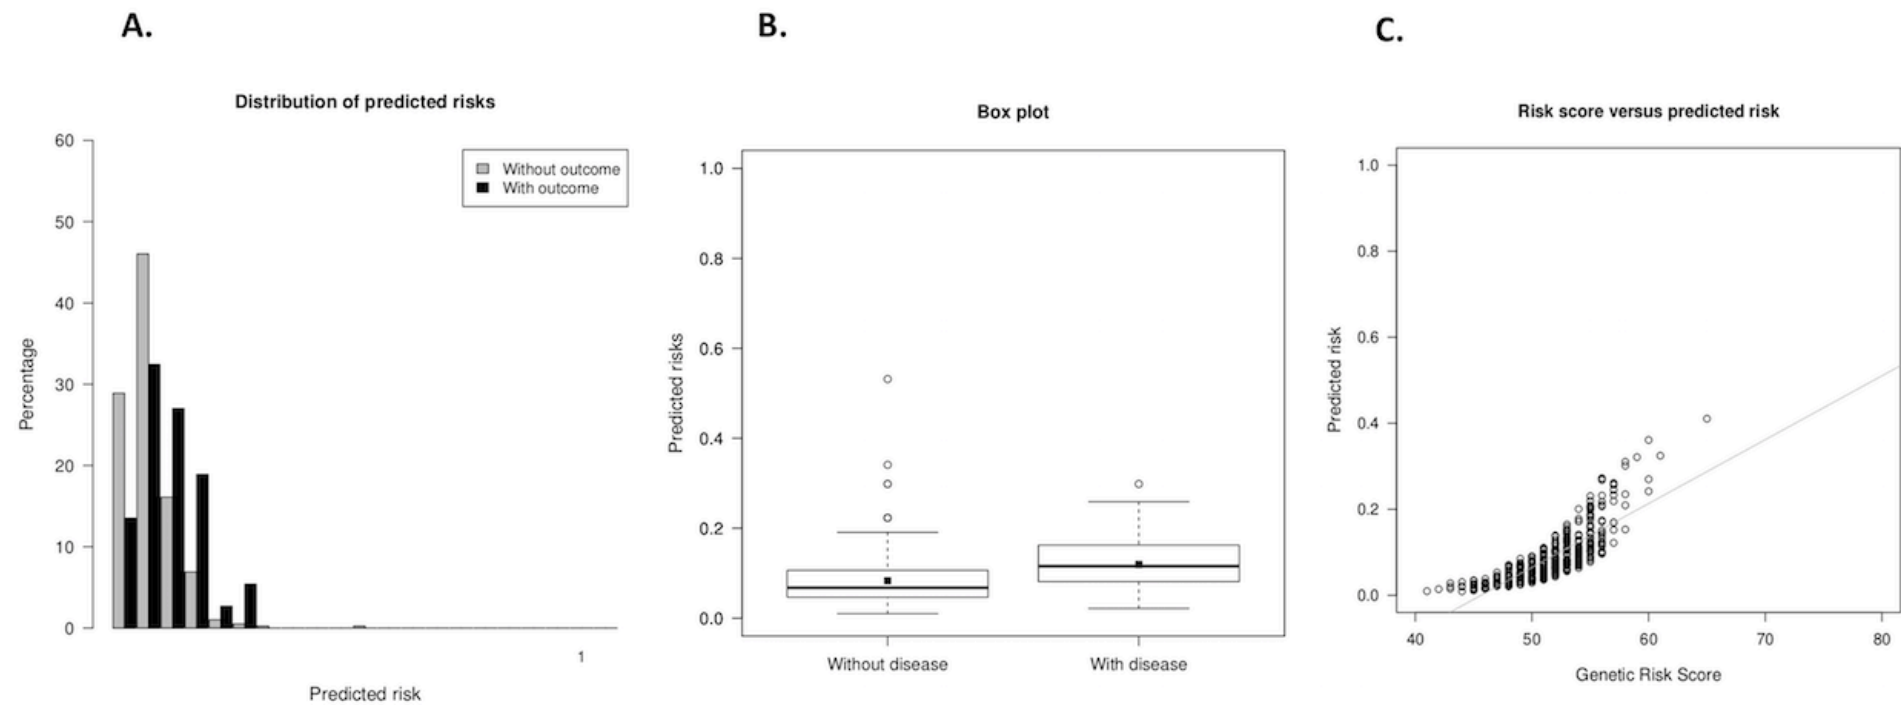 A.
Distribution of predicted risks
60
50
40
30
20
10
0
Percentage
Without outcome
With outcome
1
Predicted risk
B.
Box plot
1.0
0.8
0.6
0.4
0.2
0.0
Predicted risks
Without disease
With disease
C.
Risk score versus predicted risk
1.0
0.8
0.6
0.4
0.2
0.0
Predicted risk
40
50
60
70
80
Genetic Risk Score